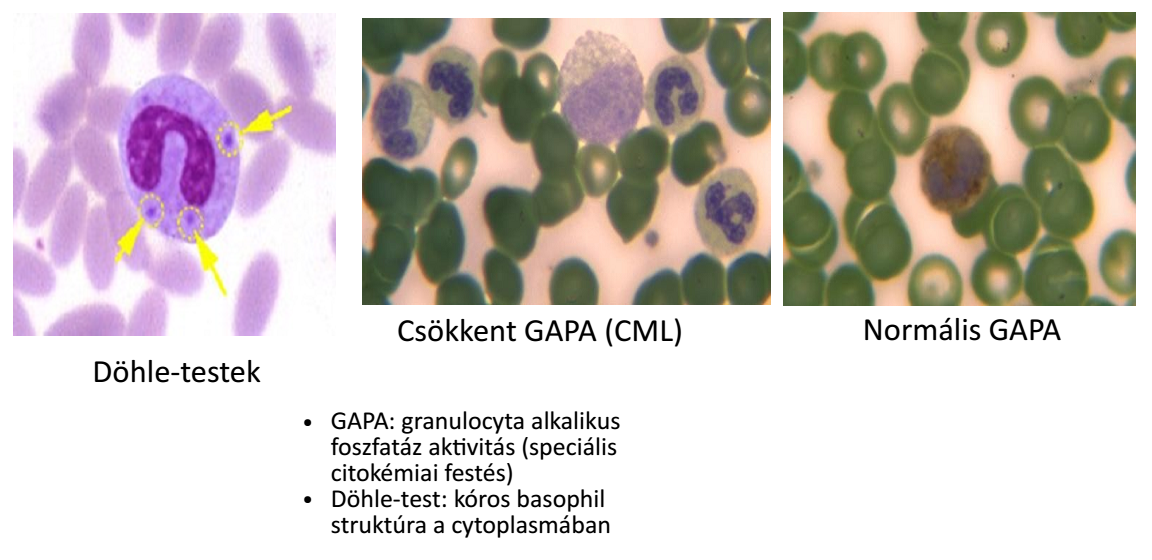 Csökkent GAPA (CML)
Normális GAPA
Döhle-testek
• GAPA: granulocyta alkalikus
foszfatáz aktivitás (speciális
citokémiai festés)
• Döhle-test: kóros basophil
struktúra a cytoplasmában